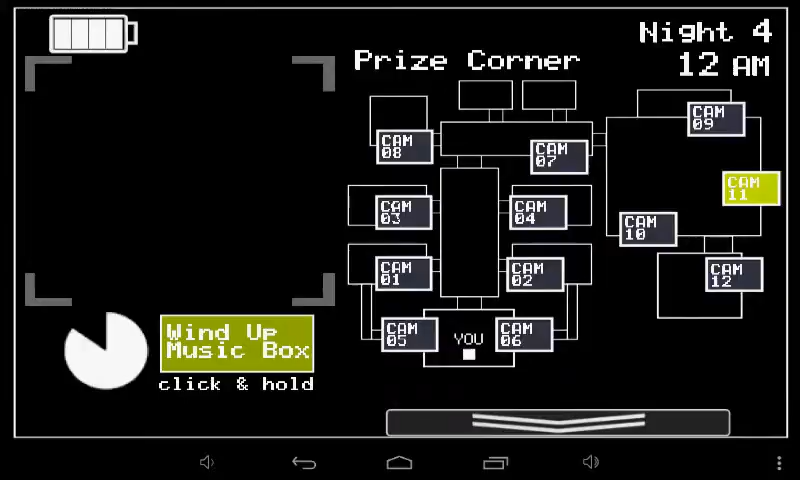 Night 4
12 AM
Prize Corner
CAM
09
CAM
08
CAM
07
CAM
11
CAM
03
CAM
04
CAM
10
CAM
01
CAM
02
CAM
12
CAM
05
YOU
CAM
06
Wind Up
Music Box
click & hold